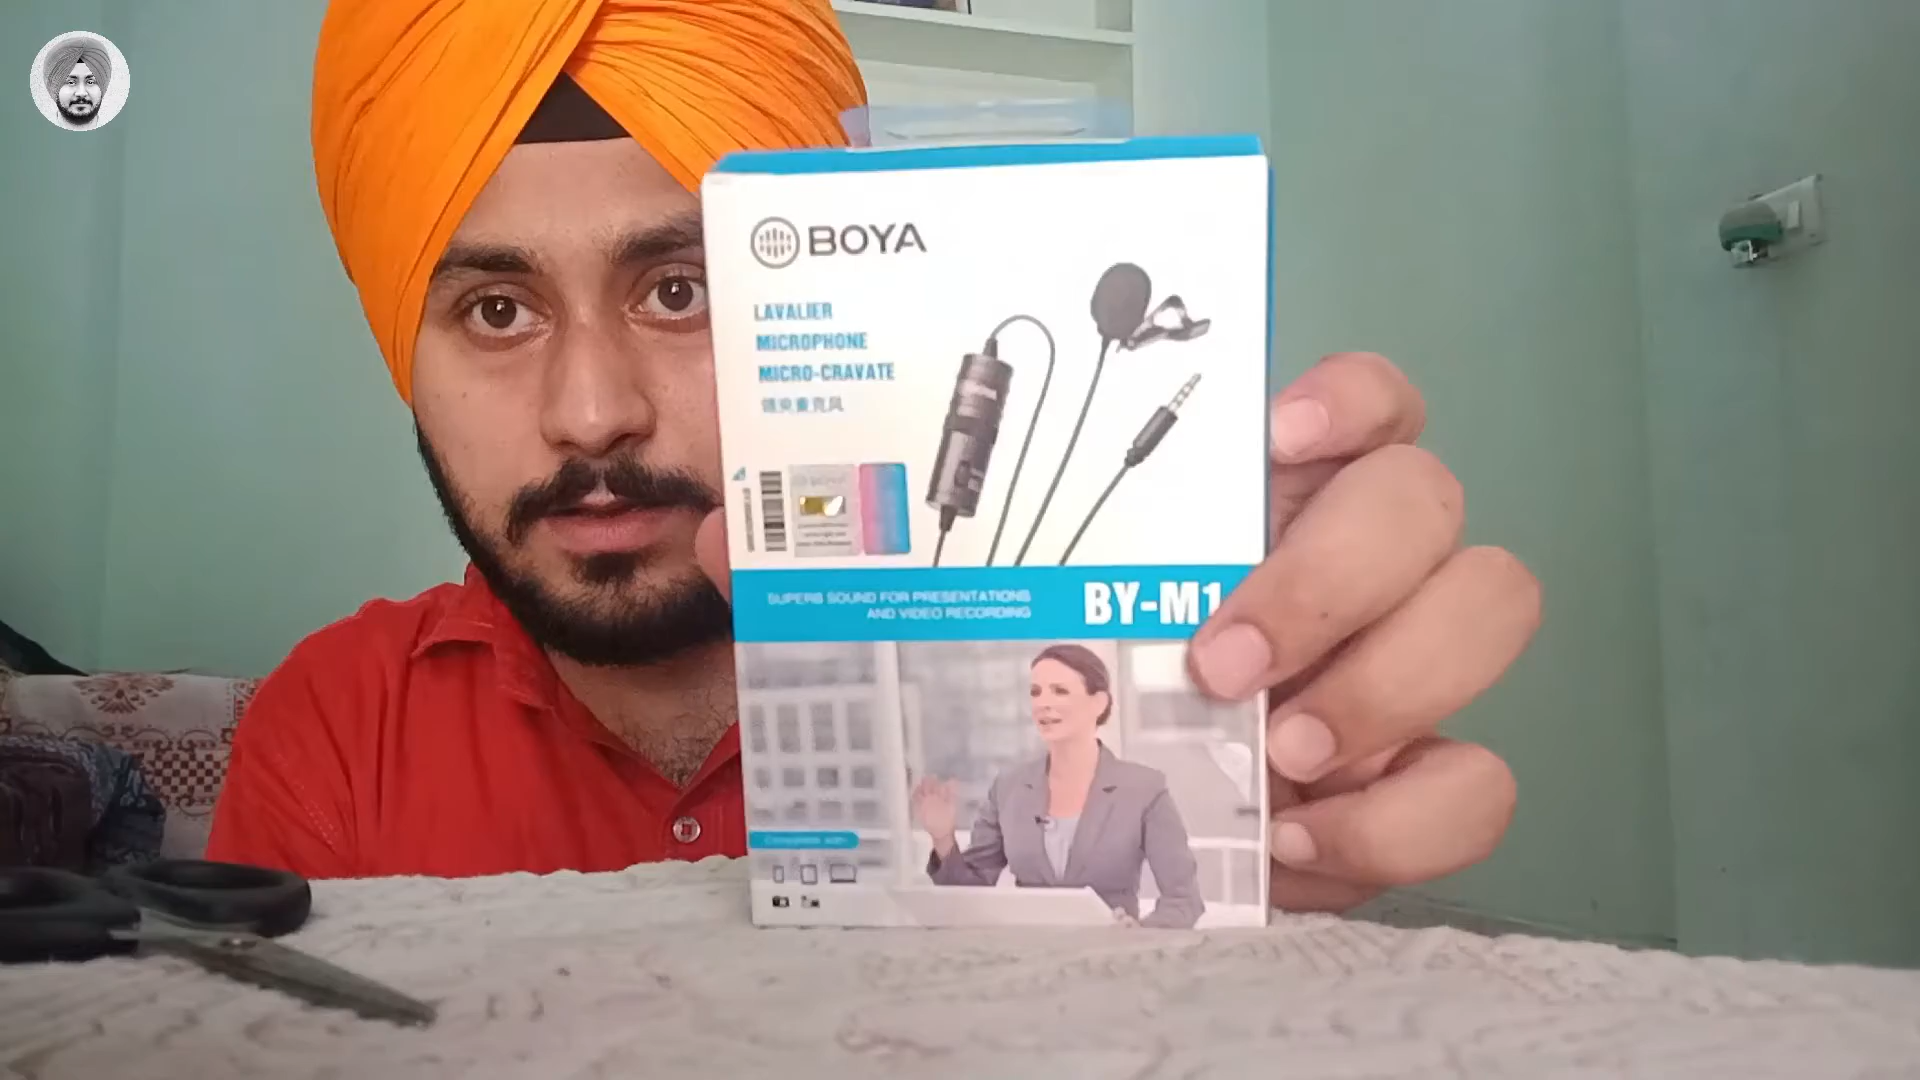 BOYA
LAVALIER
MICROPHONE
MICRO-CRAVATE
领夹麦克风
SUPERB SOUND FOR PRESENTATIONS
AND VIDEO RECORDING
BY-M1